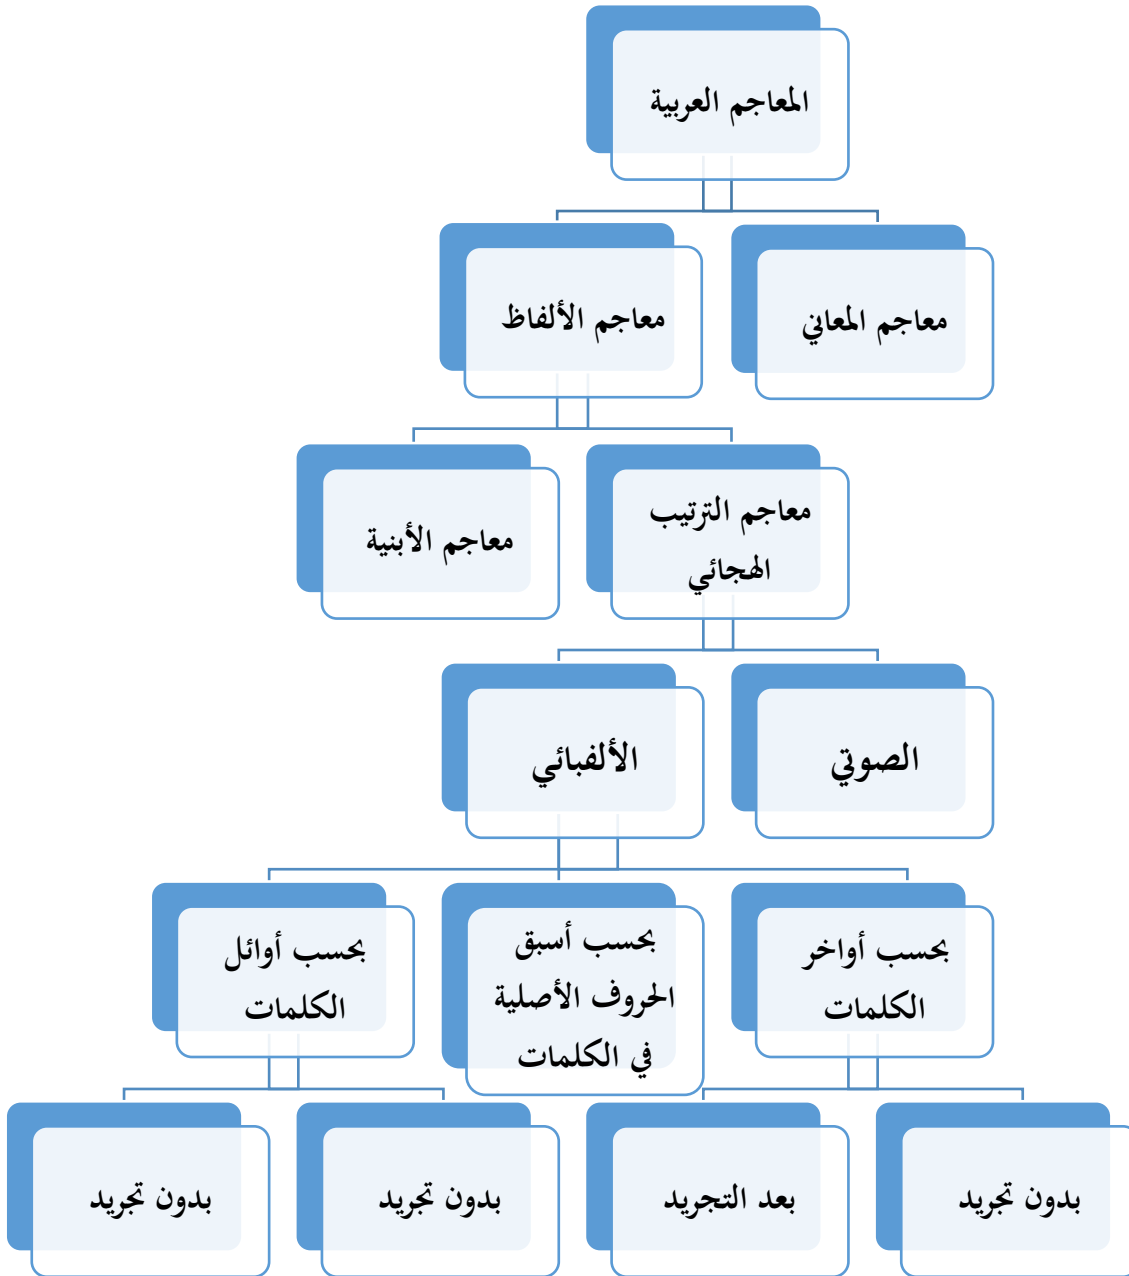 المعاجم العربية
معاجم المعاني
معاجم الألفاظ
معاجم الترتيب
الهجائي
معاجم الأبنية
الصوتي
الألفبائي
بحسب أواخر
الكلمات
بحسب أسبق
الحروف الأصلية
في الكلمات
بحسب أوائل
الكلمات
بدون تجريد
بعد التجريد
بدون تجريد
بدون تجريد